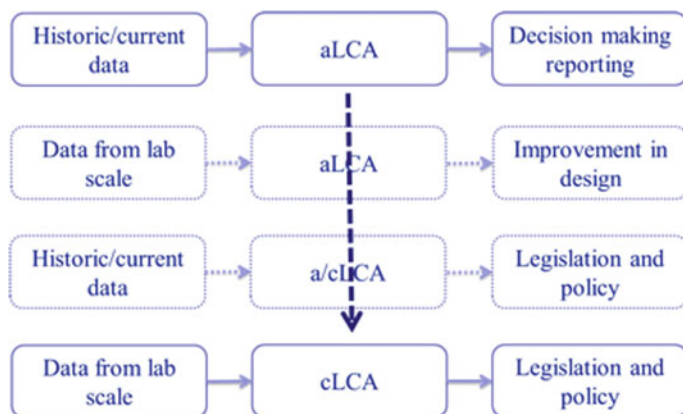 Historic/current
data
aLCA
Decision making
reporting
Data from lab
scale
aLCA
Improvement in
design
Historic/current
data
a/cLCA
Legislation and
policy
Data from lab
scale
cLCA
Legislation and
policy